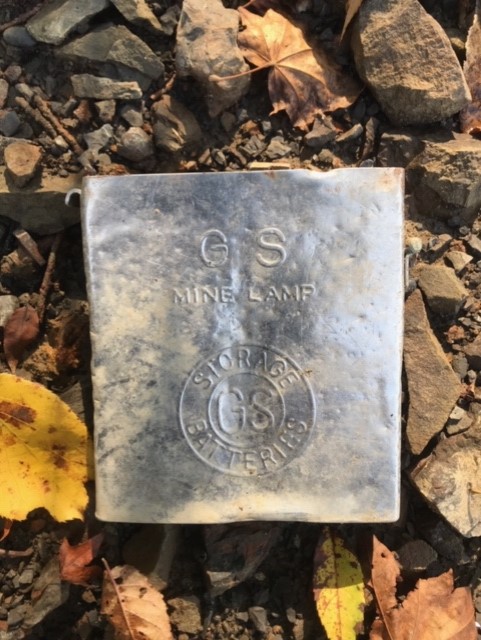 G S
MINE LAMP
STORAGE
GS
BATTERIES